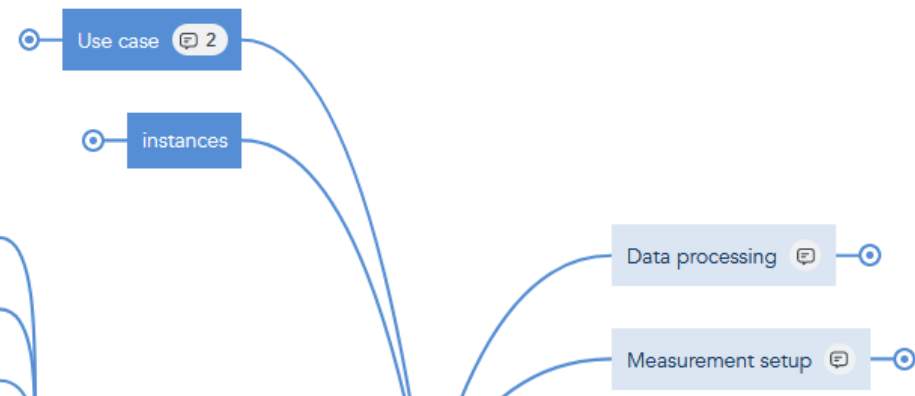 Use case 2
instances
Data processing
Measurement setup